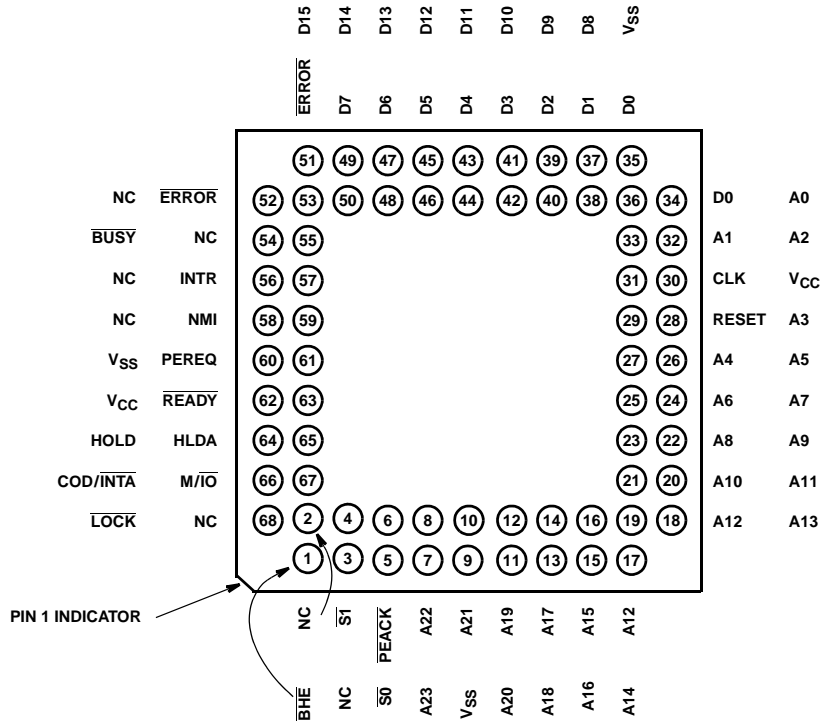 D15 D14 D13 D12 D11 D10 D9 D8 VSS
ERROR D7 D6 D5 D4 D3 D2 D1 D0
51 49 47 45 43 41 39 37 35
NC ERROR 52 53 50 48 46 44 42 40 38 36 34 D0 A0
BUSY NC 54 55 33 32 A1 A2
NC INTR 56 57 31 30 CLK VCC
NC NMI 58 59 29 28 RESET A3
VSS PEREQ 60 61 27 26 A4 A5
VCC READY 62 63 25 24 A6 A7
HOLD HLDA 64 65 23 22 A8 A9
COD/INTA M/IO 66 67 21 20 A10 A11
LOCK NC 68 2 4 6 8 10 12 14 16 19 18 A12 A13
1 3 5 7 9 11 13 15 17
PIN 1 INDICATOR
NC S1 PEACK A22 A21 A19 A17 A15 A12
BHE NC S0 A23 VSS A20 A18 A16 A14